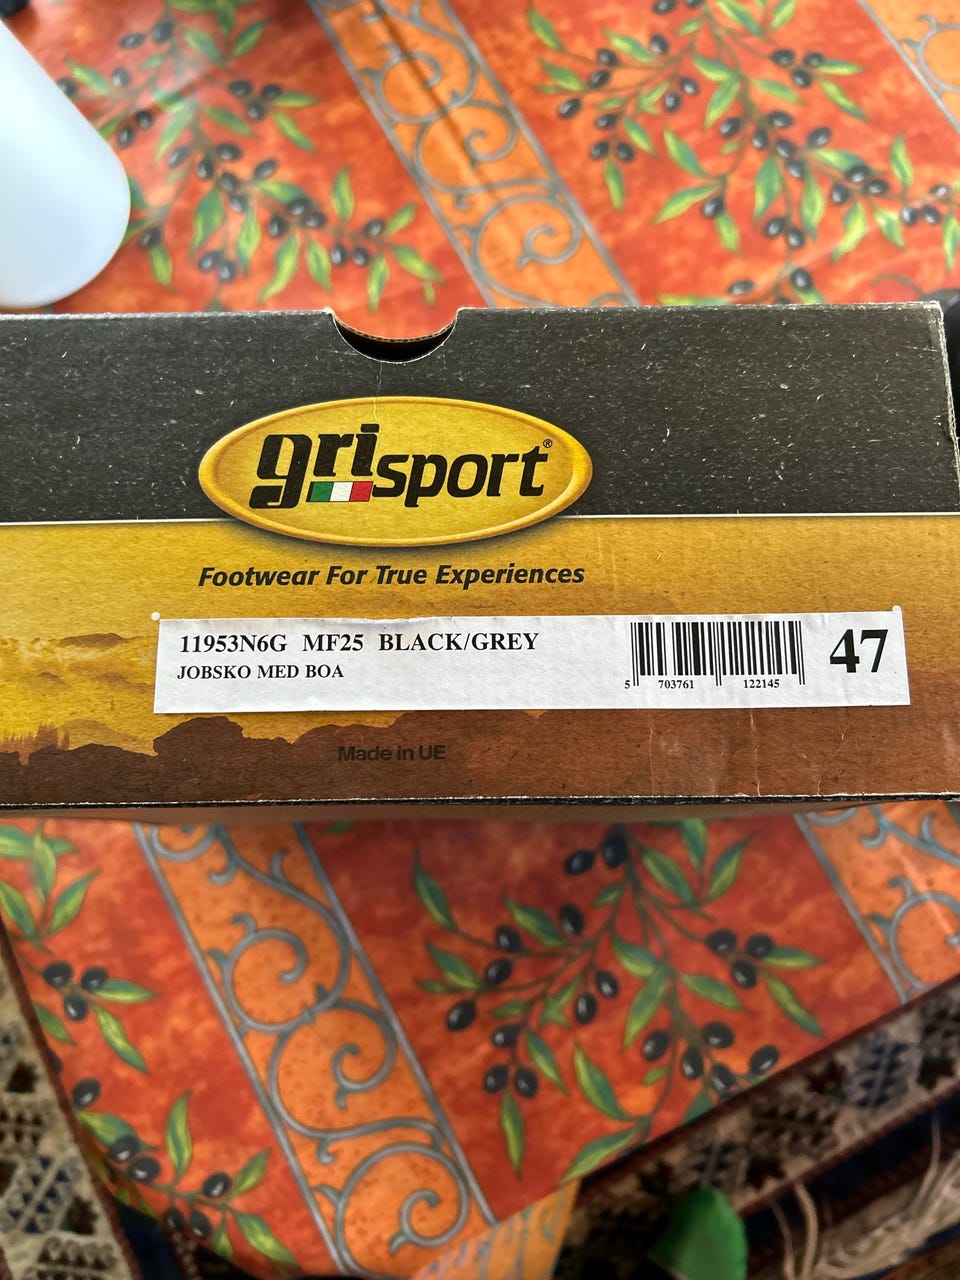 grisport®
Footwear For True Experiences
11953N6G MF25 BLACK/GREY
JOBSKO MED BOA
5 703761 122145
47
Made in UE